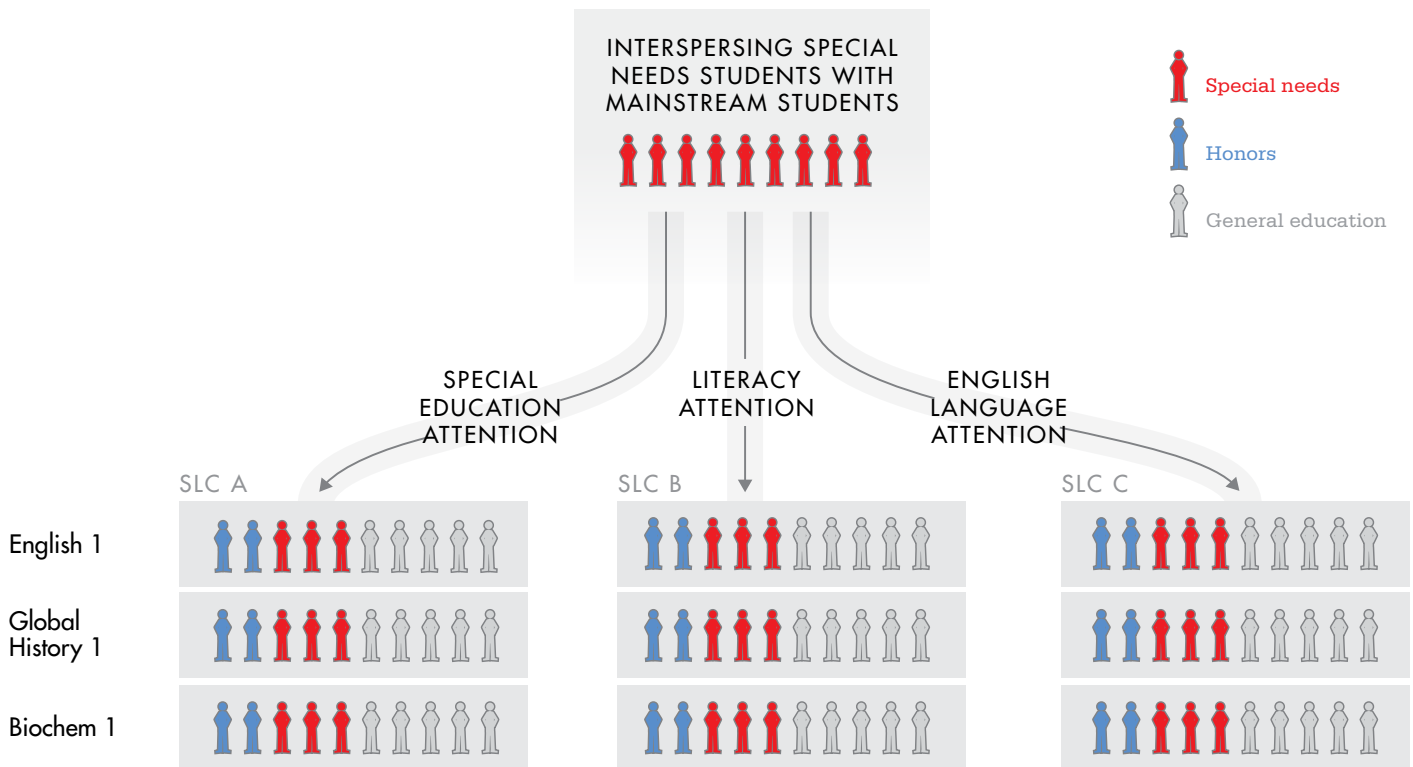 INTERSPERSING SPECIAL
NEEDS STUDENTS WITH
MAINSTREAM STUDENTS
Special needs
Honors
General education
SPECIAL
EDUCATION
ATTENTION
LITERACY
ATTENTION
ENGLISH
LANGUAGE
ATTENTION
SLC A
SLC B
SLC C
English 1
Global
History 1
Biochem 1